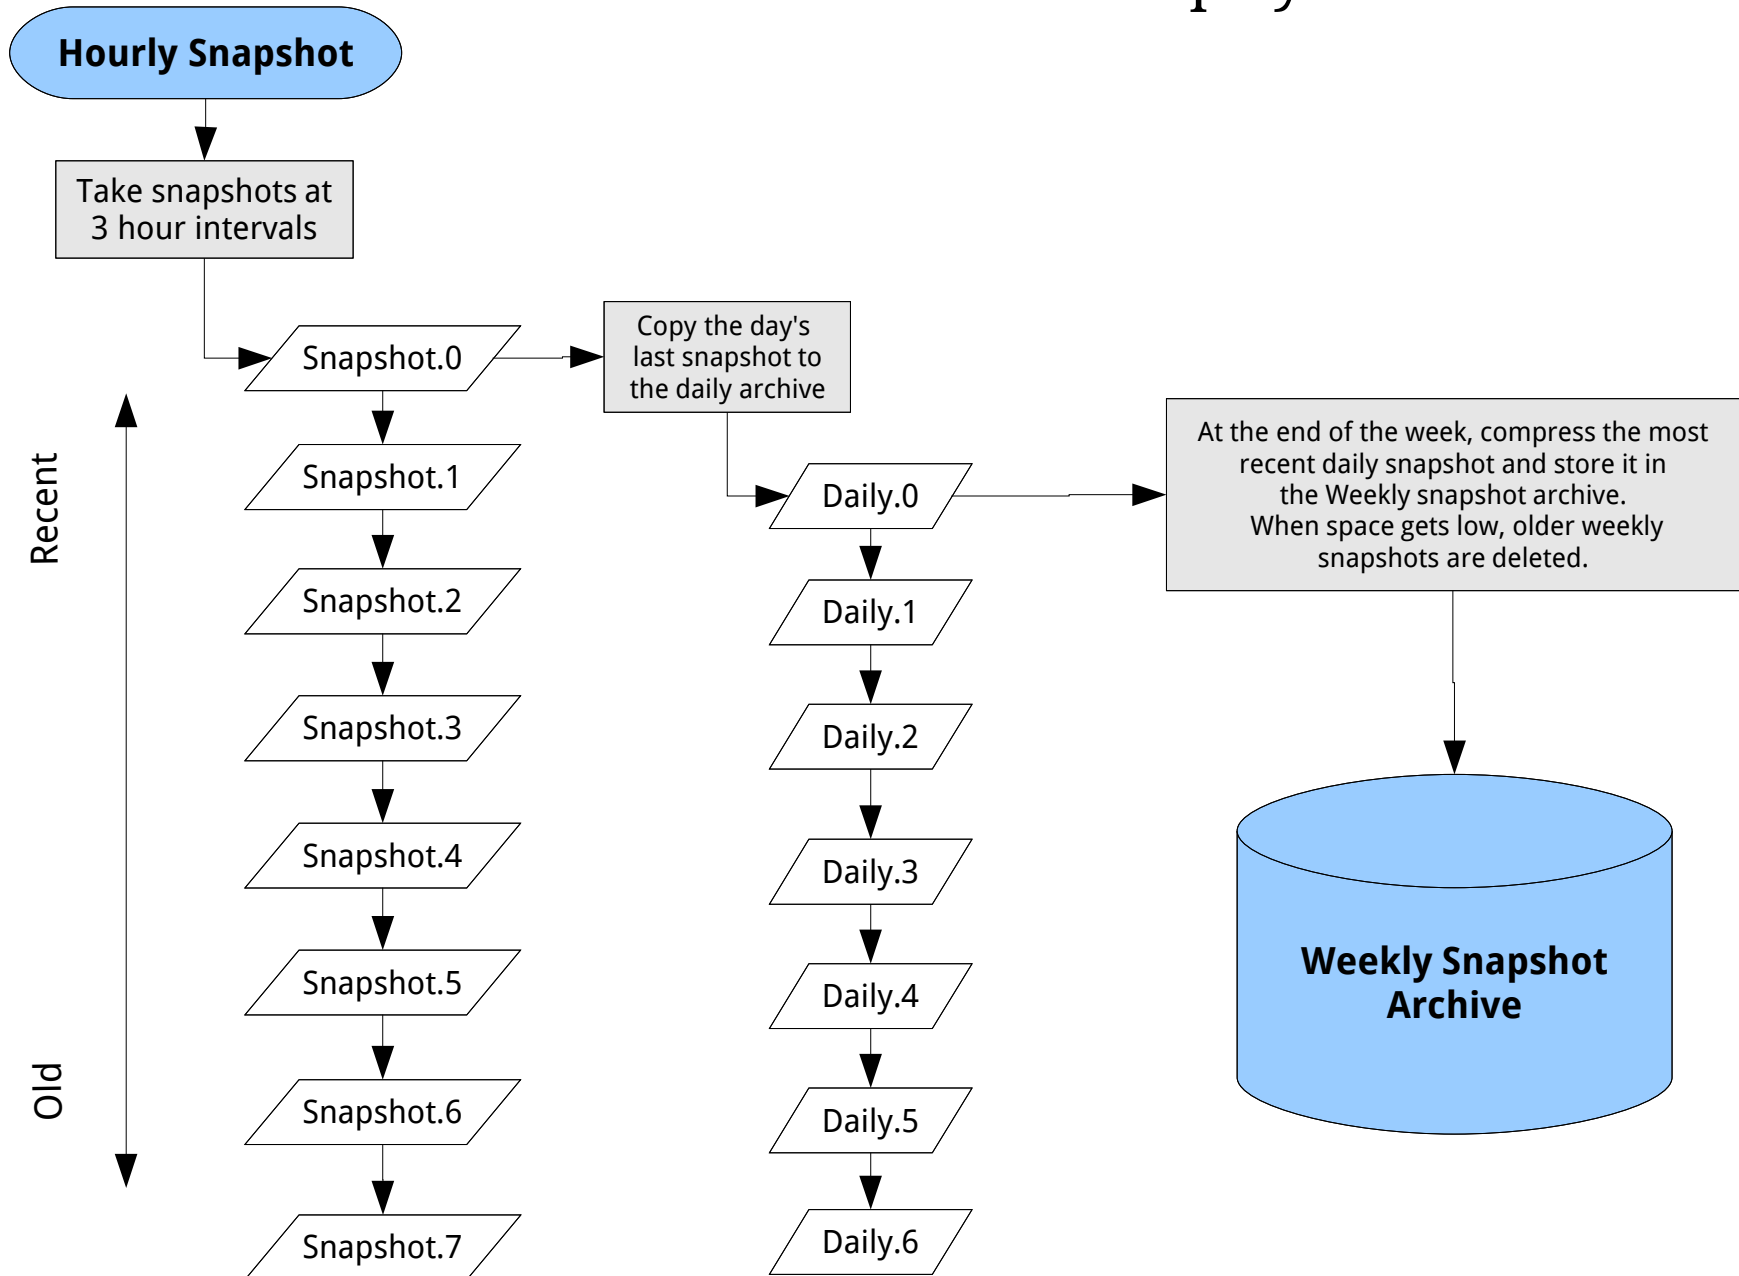 Hourly Snapshot
Take snapshots at
3 hour intervals
Recent
Old
Snapshot.0
Snapshot.1
Snapshot.2
Snapshot.3
Snapshot.4
Snapshot.5
Snapshot.6
Snapshot.7
Copy the day's
last snapshot to
the daily archive
Daily.0
Daily.1
Daily.2
Daily.3
Daily.4
Daily.5
Daily.6
At the end of the week, compress the most
recent daily snapshot and store it in
the Weekly snapshot archive.
When space gets low, older weekly
snapshots are deleted.
Weekly Snapshot
Archive